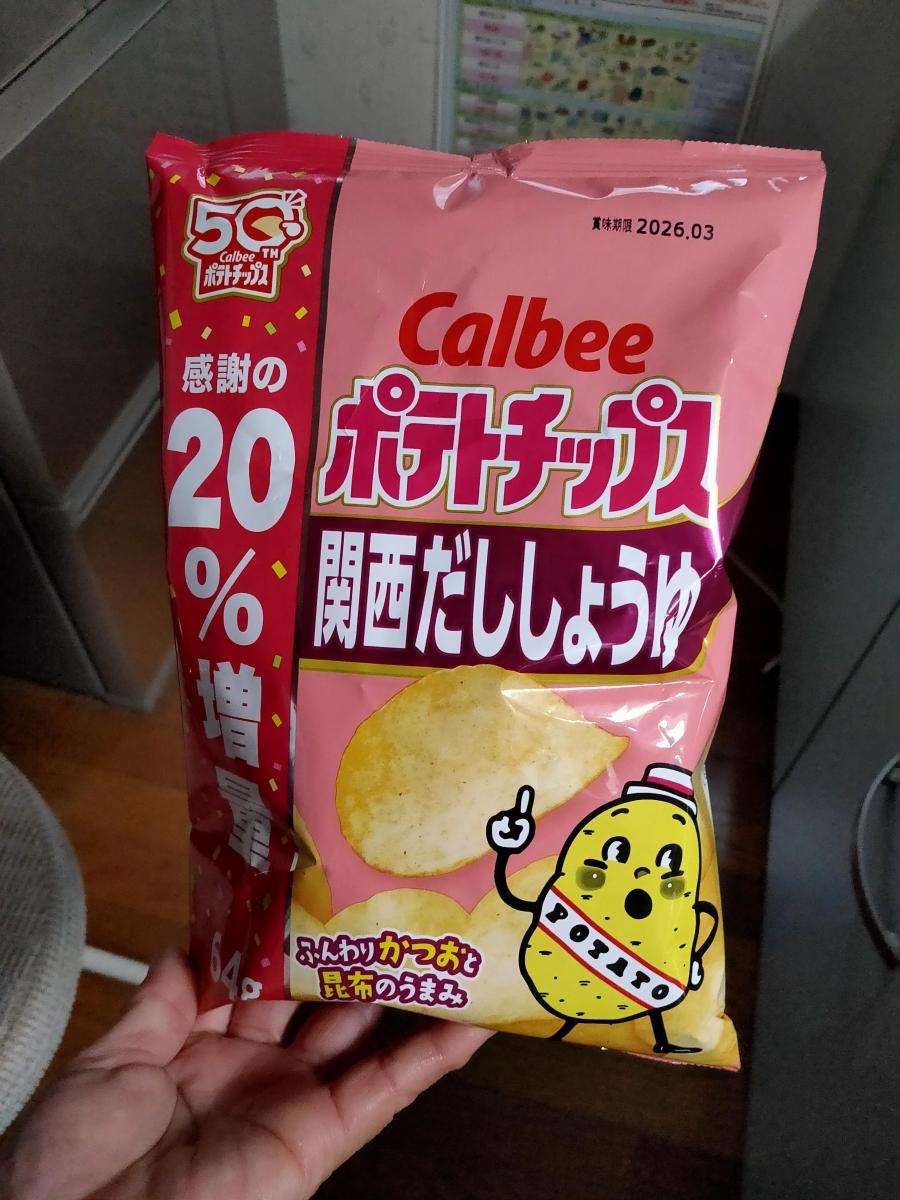 50TH
Calbee
ポテトチップス
感謝の
20
%
増
量
64g
賞味期限 2026.03
Calbee
ポテトチップス
関西だししょうゆ
POTATO
ふんわりかつおと
昆布のうまみ